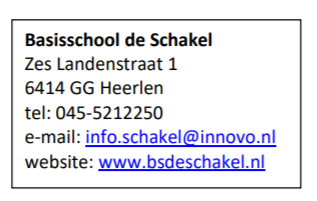 Basisschool de Schakel
Zes Landenstraat 1
6414 GG Heerlen
tel: 045-5212250
e-mail: info.schakel@innovo.nl
website: www.bsdeschakel.nl